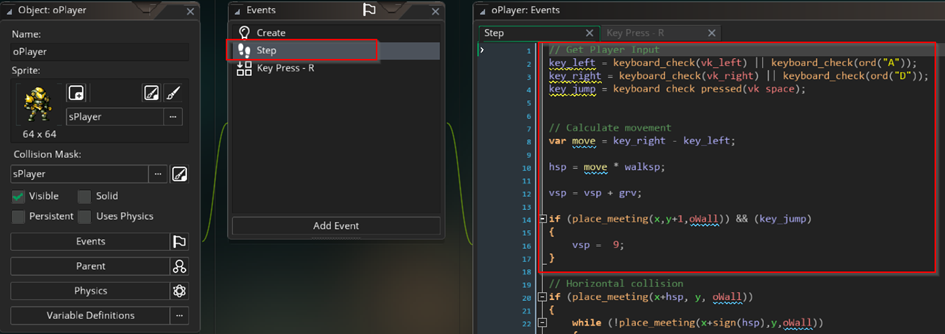 Object: oPlayer
Name:
oPlayer
Sprite:
sPlayer
64 x 64
Collision Mask:
sPlayer
Visible
Solid
Persistent
Uses Physics
Events
Parent
Physics
Variable Definitions
Events
Create
Step
Key Press - R
Add Event
oPlayer: Events
Step
Key Press - R
1 // Get Player Input
2 key_left = keyboard_check(vk_left) || keyboard_check(ord("A"));
3 key_right = keyboard_check(vk_right) || keyboard_check(ord("D"));
4 key_jump = keyboard check pressed(vk space);
5
6
7 // Calculate movement
8 var move = key_right - key_left;
9
10 hsp = move * walksp;
11
12 vsp = vsp + grv;
13
14 if (place_meeting(x,y+1,oWall)) && (key_jump)
15 {
16 vsp = 9;
17 }
18
19 // Horizontal collision
20 if (place_meeting(x+hsp, y, oWall))
21 {
22 while (!place_meeting(x+sign(hsp),y,oWall))